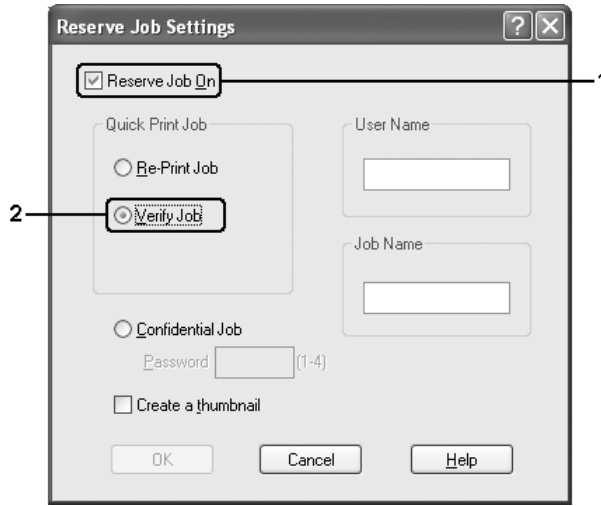 Reserve Job Settings
Reserve Job On
1
Quick Print Job
User Name
Re-Print Job
2
Verify Job
Job Name
Confidential Job
Password
(1-4)
Create a thumbnail
OK
Cancel
Help